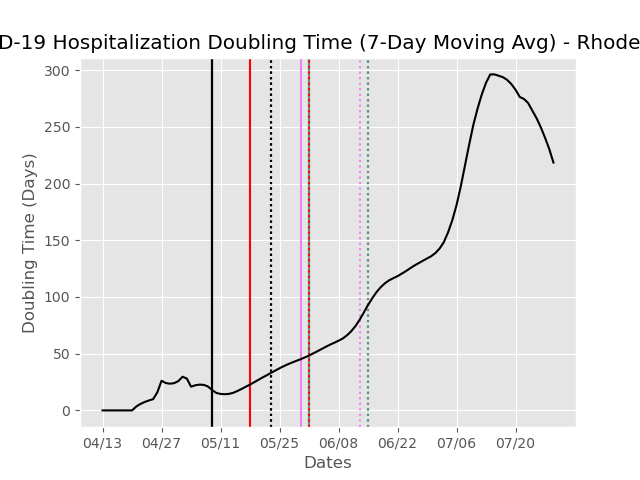 D-19 Hospitalization Doubling Time (7-Day Moving Avg) - Rhode
300
250
200
150
100
50
0
Doubling Time (Days)
04/13 04/27 05/11 05/25 06/08 06/22 07/06 07/20
Dates